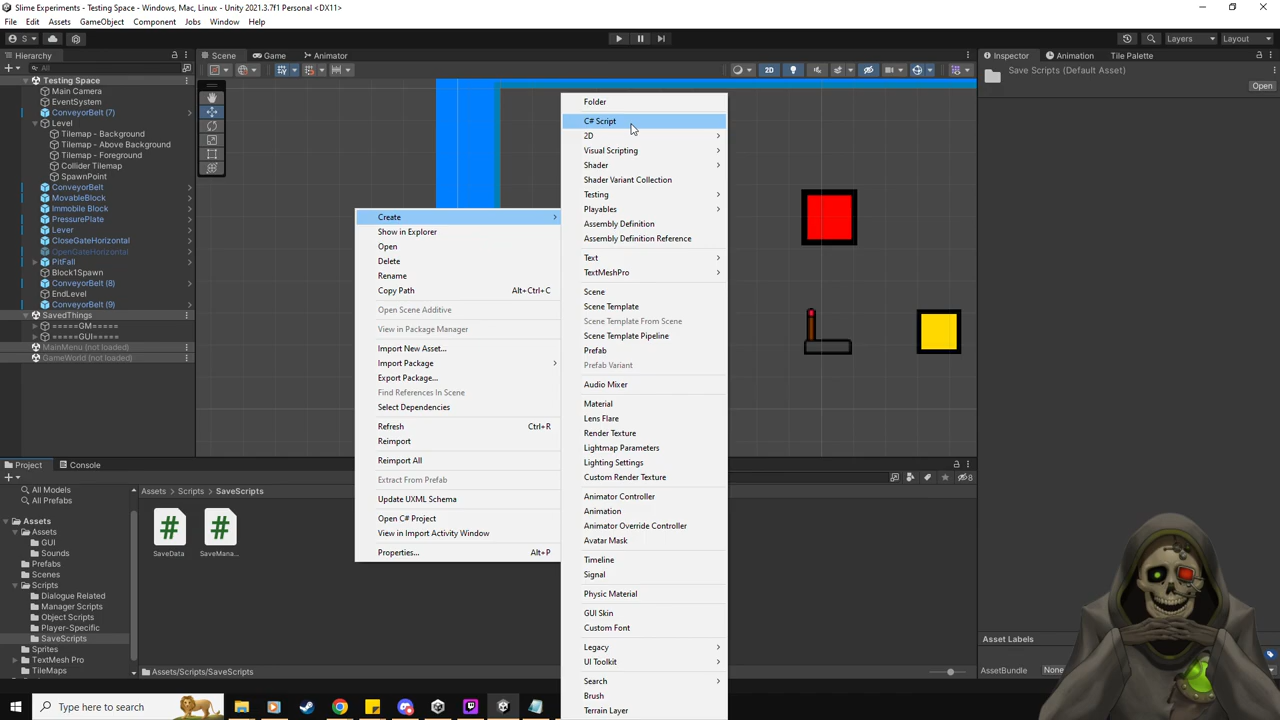 Slime Experiments - Testing Space - Windows, Mac, Linux - Unity 2021.3.7f1 Personal <DX11>
File Edit Assets GameObject Component Jobs Window Help
S
Layers Layout
Hierarchy Scene Game Animator Inspector Animation Tile Palette
All 2D Save Scripts (Default Asset)
Open
Testing Space
Main Camera
EventSystem
ConveyorBelt (7)
Level
Tilemap - Background
Tilemap - Above Background
Tilemap - Foreground
Collider Tilemap
SpawnPoint
ConveyorBelt
MovableBlock
Immobile Block
PressurePlate
Lever
CloseGateHorizontal
OpenGateHorizontal
PitFall
Block1Spawn
ConveyorBelt (8)
EndLevel
ConveyorBelt (9)
SavedThings
=====GM=====
=====GUI=====
MainMenu (not loaded)
GameWorld (not loaded)
Create
Show in Explorer
Open
Delete
Rename
Copy Path Alt+Ctrl+C
Open Scene Additive
View in Package Manager
Import New Asset...
Import Package
Export Package...
Find References In Scene
Select Dependencies
Refresh Ctrl+R
Reimport
Reimport All
Extract From Prefab
Update UXML Schema
Open C# Project
View in Import Activity Window
Properties... Alt+P
Folder
C# Script
2D
Visual Scripting
Shader
Shader Variant Collection
Testing
Playables
Assembly Definition
Assembly Definition Reference
Text
TextMeshPro
Scene
Scene Template
Scene Template From Scene
Scene Template Pipeline
Prefab
Prefab Variant
Audio Mixer
Material
Lens Flare
Render Texture
Lightmap Parameters
Lighting Settings
Custom Render Texture
Animator Controller
Animation
Animator Override Controller
Avatar Mask
Timeline
Signal
Physic Material
GUI Skin
Custom Font
Legacy
UI Toolkit
Search
Brush
Terrain Layer
Project Console
8
All Models
All Prefabs
Assets
Assets
GUI
Sounds
Prefabs
Scenes
Scripts
Dialogue Related
Manager Scripts
Object Scripts
Player-Specific
SaveScripts
Sprites
TextMesh Pro
TileMaps
Assets Scripts SaveScripts
SaveData SaveMana...
Assets/Scripts/SaveScripts
Asset Labels
AssetBundle None
Type here to search